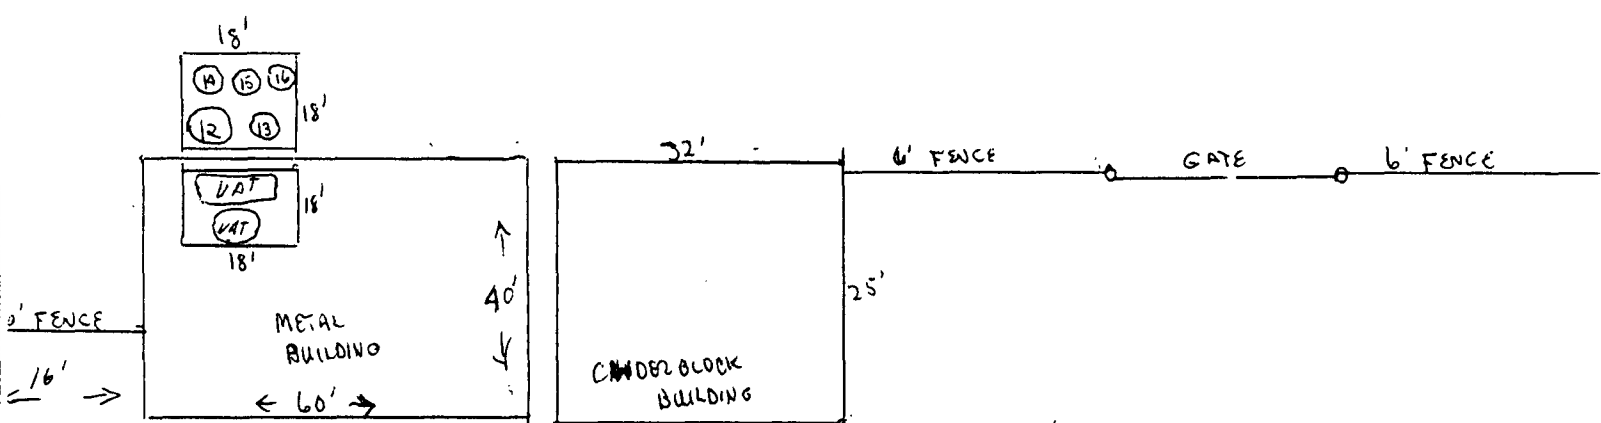 18'
14 15 16
18'
12 13
32'
6' FENCE
GATE
6' FENCE
VAT
18'
VAT
18'
40'
25'
' FENCE
METAL
BUILDING
16'
60'
CINDERBLOCK
BUILDING